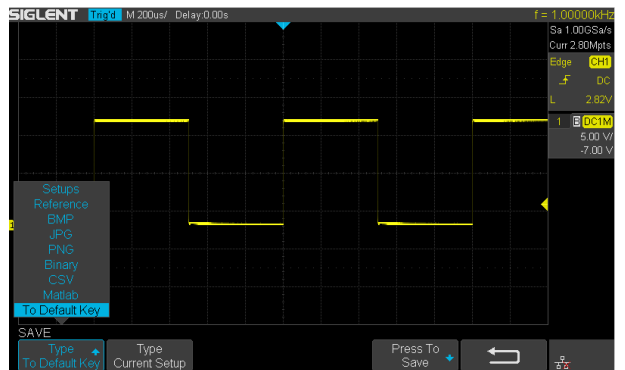 SIGLENT Trig'd M 200us/ Delay:0.00s f = 1.00000kHz
Sa 1.00GSa/s
Curr 2.80Mpts
Edge CH1
DC
L 2.82V
1 B DC1M
5.00 V/
-7.00 V
1
Setups
Reference
BMP
JPG
PNG
Binary
CSV
Matlab
To Default Key
SAVE
Type
To Default Key
Type
Current Setup
Press To
Save